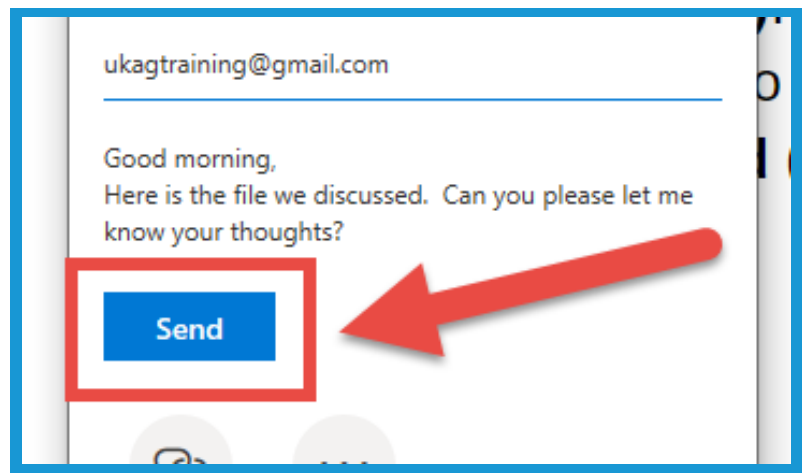 ukagtraining@gmail.com
Good morning,
Here is the file we discussed.  Can you please let me
know your thoughts?
Send